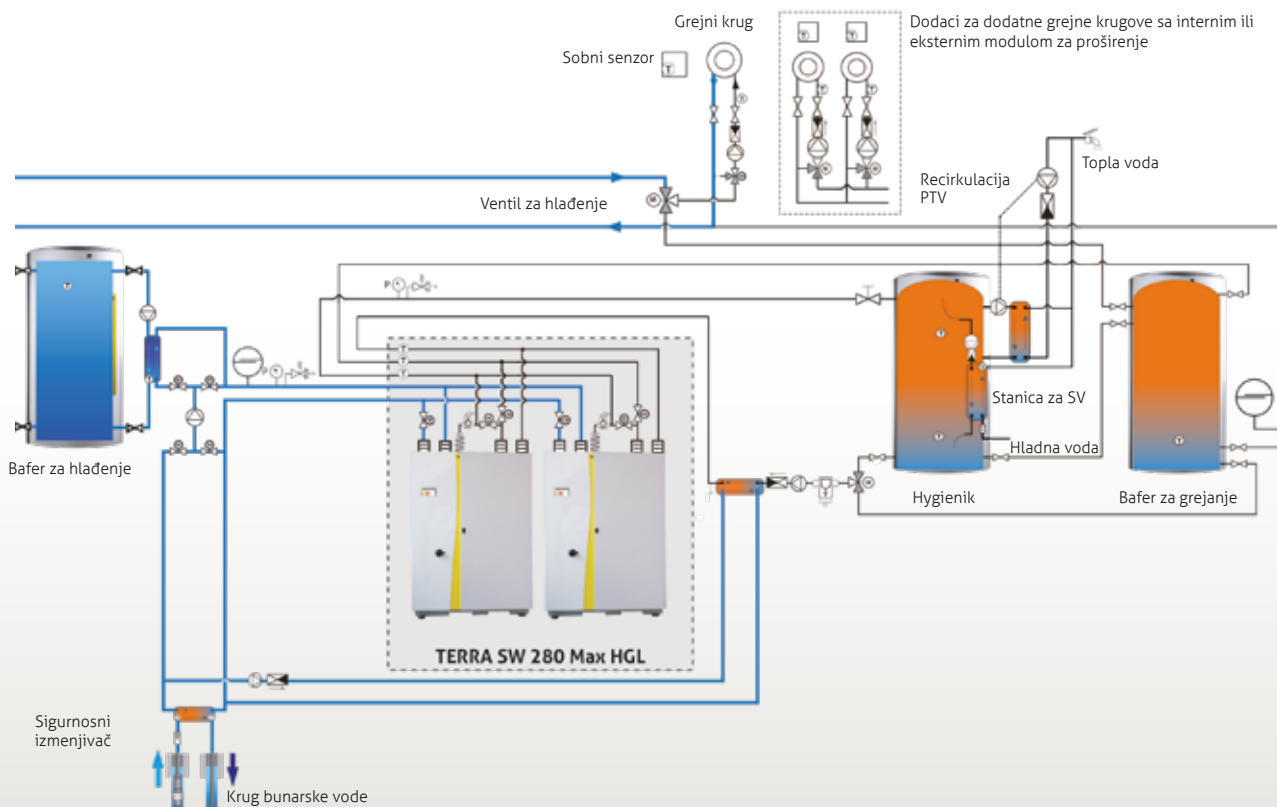 Grejni krug
Dodaci za dodatne grejne krugove sa internim ili
eksternim modulom za proširenje
Sobni senzor
T
Topla voda
Recirkulacija
PTV
Ventil za hlađenje
M
P
Stanica za SV
Hladna voda
Bafer za hlađenje
Hygienik
Bafer za grejanje
TERRA SW 280 Max HGL
Sigurnosni
izmenjivač
Krug bunarske vode